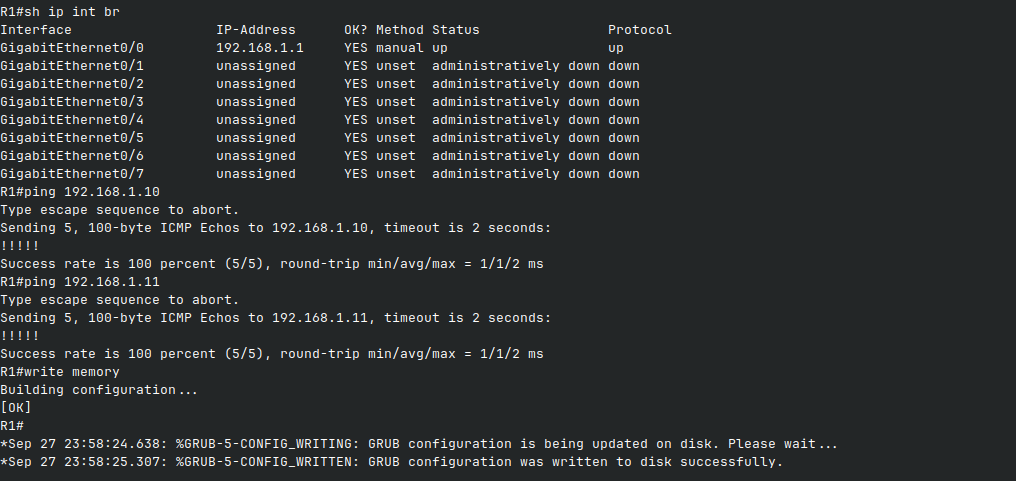 R1#sh ip int br
Interface                  IP-Address      OK? Method Status                Protocol
GigabitEthernet0/0         192.168.1.1     YES manual up                    up
GigabitEthernet0/1         unassigned      YES unset  administratively down down
GigabitEthernet0/2         unassigned      YES unset  administratively down down
GigabitEthernet0/3         unassigned      YES unset  administratively down down
GigabitEthernet0/4         unassigned      YES unset  administratively down down
GigabitEthernet0/5         unassigned      YES unset  administratively down down
GigabitEthernet0/6         unassigned      YES unset  administratively down down
GigabitEthernet0/7         unassigned      YES unset  administratively down down
R1#ping 192.168.1.10
Type escape sequence to abort.
Sending 5, 100-byte ICMP Echos to 192.168.1.10, timeout is 2 seconds:
!!!!!
Success rate is 100 percent (5/5), round-trip min/avg/max = 1/1/2 ms
R1#ping 192.168.1.11
Type escape sequence to abort.
Sending 5, 100-byte ICMP Echos to 192.168.1.11, timeout is 2 seconds:
!!!!!
Success rate is 100 percent (5/5), round-trip min/avg/max = 1/1/2 ms
R1#write memory
Building configuration...
[OK]
R1#
*Sep 27 23:58:24.638: %GRUB-5-CONFIG_WRITING: GRUB configuration is being updated on disk. Please wait...
*Sep 27 23:58:25.307: %GRUB-5-CONFIG_WRITTEN: GRUB configuration was written to disk successfully.